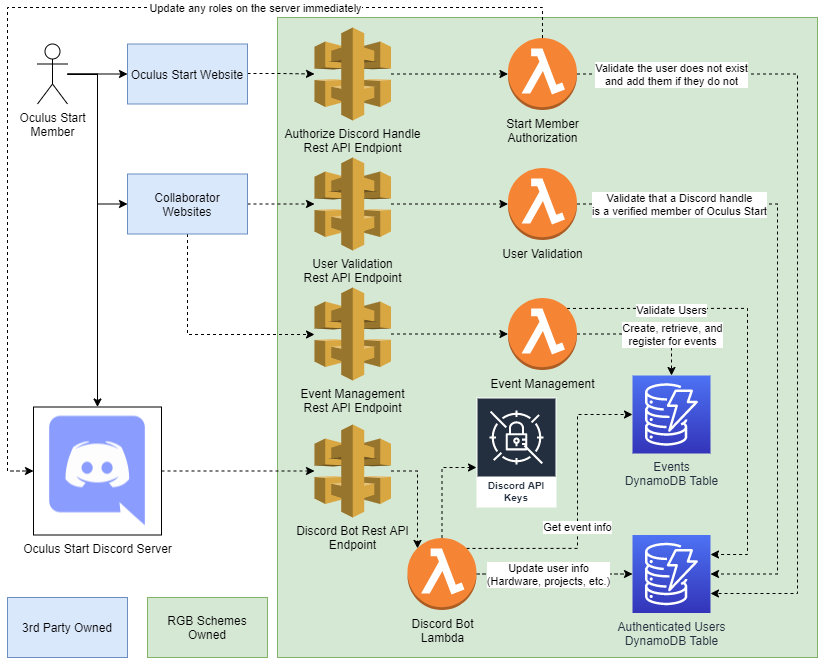 Update any roles on the server immediately
Oculus Start
Member
Oculus Start Website
Authorize Discord Handle
Rest API Endpiont
Start Member
Authorization
Validate the user does not exist
and add them if they do not
Collaborator
Websites
User Validation
Rest API Endpoint
User Validation
Validate that a Discord handle
is a verified member of Oculus Start
Event Management
Rest API Endpoint
Event Management
Validate Users
Create, retrieve, and
register for events
Events
DynamoDB Table
Discord API
Keys
Oculus Start Discord Server
Discord Bot Rest API
Endpoint
Get event info
Discord Bot
Lambda
Update user info
(Hardware, projects, etc.)
Authenticated Users
DynamoDB Table
3rd Party Owned
RGB Schemes
Owned